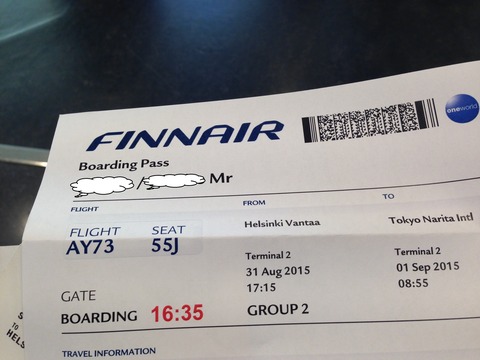 FINNAIR
oneworld
Boarding Pass
/ Mr
FLIGHT FROM TO
FLIGHT SEAT Helsinki Vantaa Tokyo Narita Intl
AY73 55J
Terminal 2 Terminal 2
31 Aug 2015 01 Sep 2015
17:15 08:55
GATE
BOARDING 16:35 GROUP 2
TRAVEL INFORMATION
TO
HELS